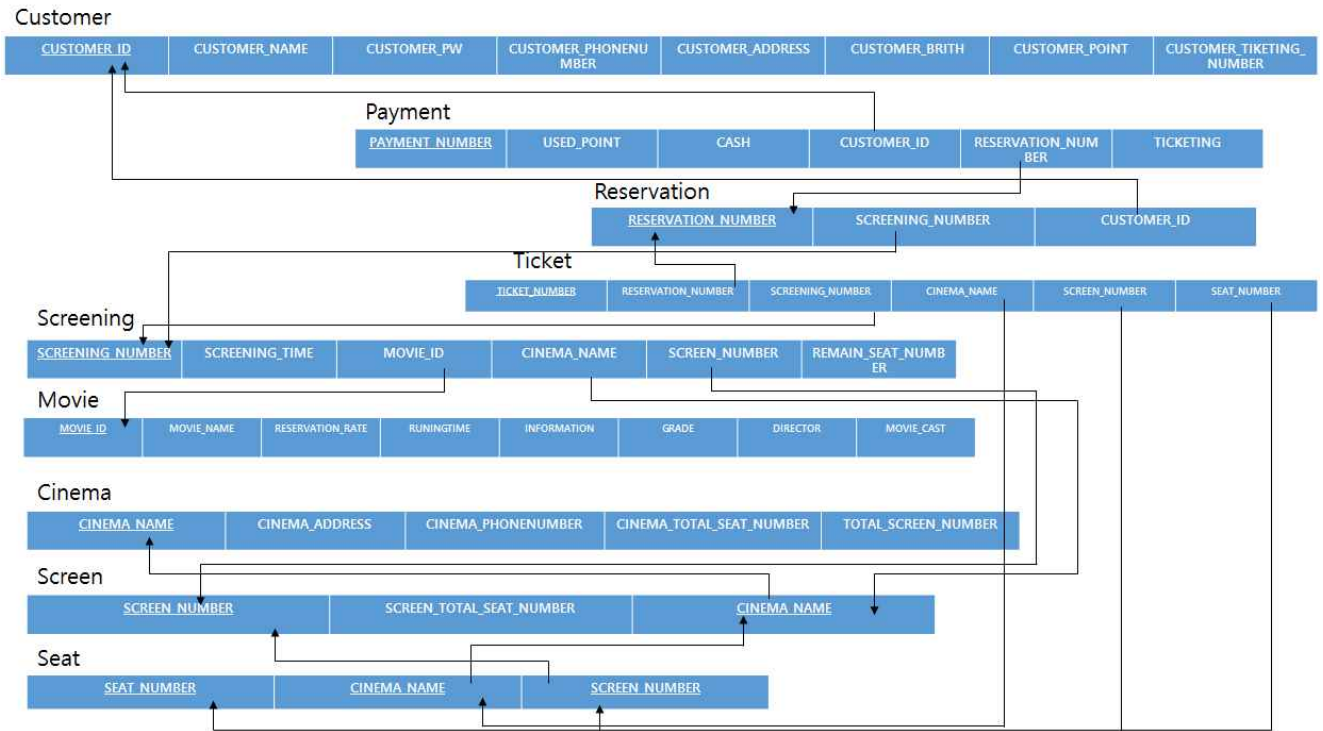 Customer
CUSTOMER_ID CUSTOMER_NAME CUSTOMER_PW CUSTOMER_PHONENU CUSTOMER_ADDRESS CUSTOMER_BRITH CUSTOMER_POINT CUSTOMER_TIKETING_
MBER NUMBER
Payment
PAYMENT_NUMBER USED_POINT CASH CUSTOMER_ID RESERVATION_NUM TICKETING
BER
Reservation
RESERVATION_NUMBER SCREENING_NUMBER CUSTOMER_ID
Ticket
TICKET_NUMBER RESERVATION_NUMBER SCREENING_NUMBER CINEMA_NAME SCREEN_NUMBER SEAT_NUMBER
Screening
SCREENING_NUMBER SCREENING_TIME MOVIE_ID CINEMA_NAME SCREEN_NUMBER REMAIN_SEAT_NUMB
ER
Movie
MOVIE_ID MOVIE_NAME RESERVATION_RATE RUNINGTIME INFORMATION GRADE DIRECTOR MOVIE_CAST
Cinema
CINEMA_NAME CINEMA_ADDRESS CINEMA_PHONENUMBER CINEMA_TOTAL_SEAT_NUMBER TOTAL_SCREEN_NUMBER
Screen
SCREEN_NUMBER SCREEN_TOTAL_SEAT_NUMBER CINEMA_NAME
Seat
SEAT_NUMBER CINEMA_NAME SCREEN_NUMBER